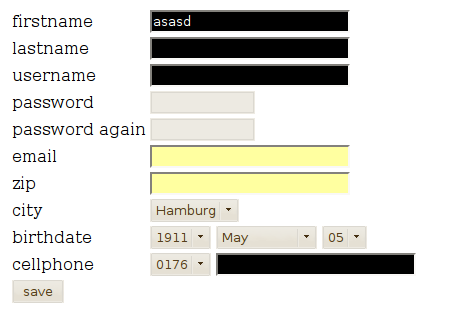 firstname asasd
lastname
username
password
password again
email
zip
city Hamburg
birthdate 1911 May 05
cellphone 0176
save